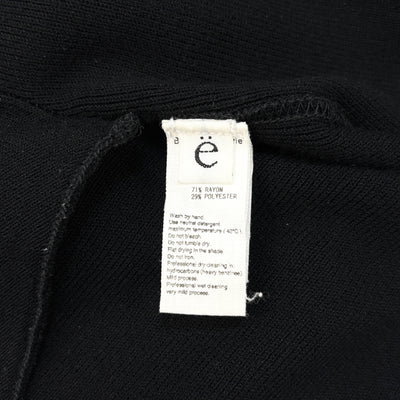 ë
71% RAYON
29% POLYESTER
Wash by hand
Use neutral detergent
maximum temperature (40°C).
Do not bleach.
Do not tumble dry.
Flat drying in the shade.
Do not iron.
Professional dry cleaning in
hydrocarbons (heavy benzines).
Mild process.
Professional wet cleaning
very mild process.